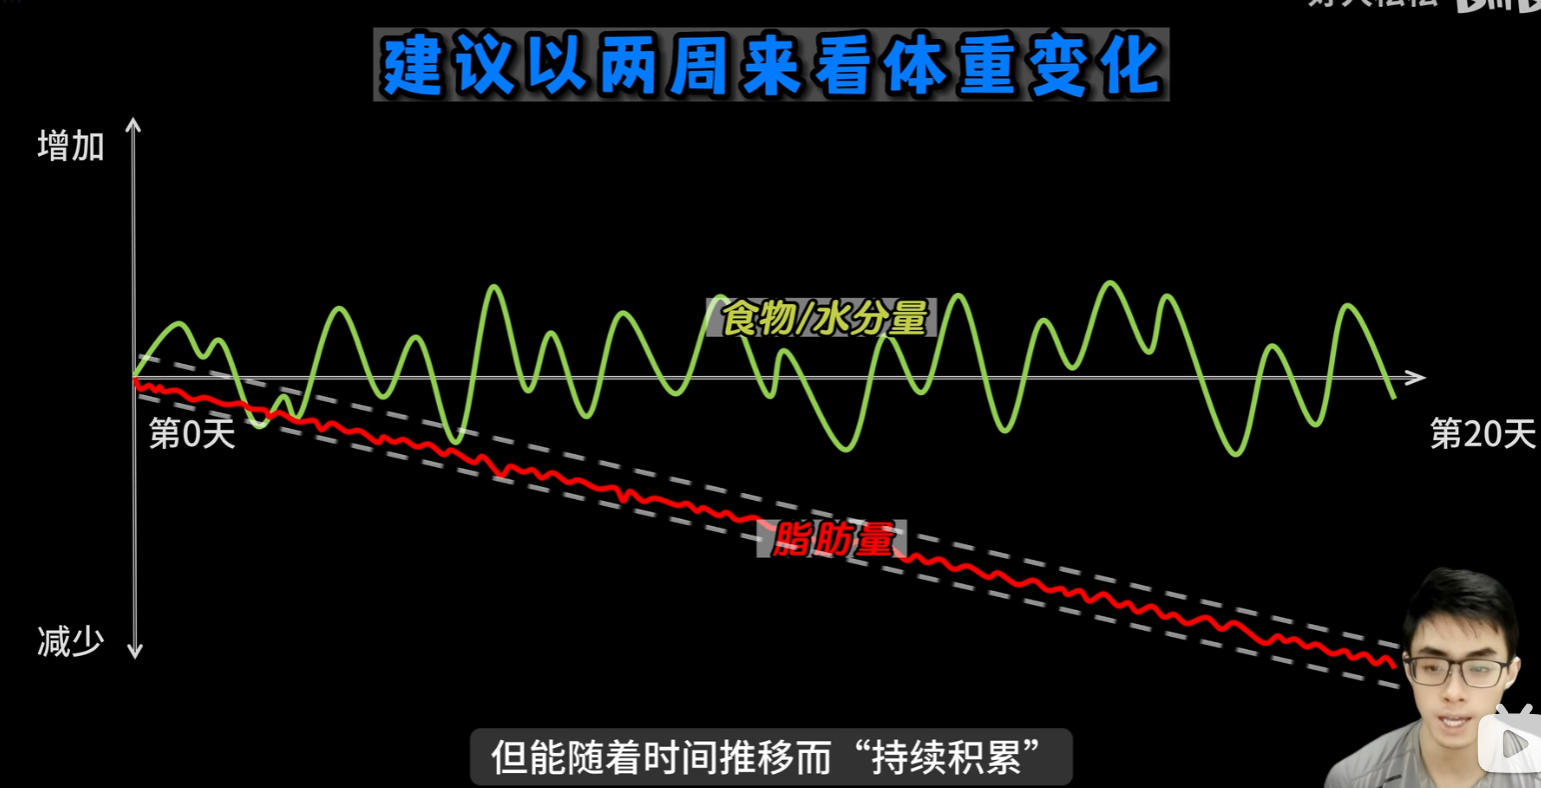 建议以两周来看体重变化
增加
食物/水分量
第0天
第20天
脂肪量
减少
但能随着时间推移而“持续积累”